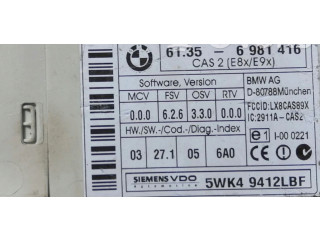 61.35 - 6 981 416
CAS 2 (E8x/E9x)
Software, Version
MCV FSV OSV RTV
0.0.0 6.2.6 3.3.0 0.0.0
HW./SW.-/Cod.-/Diag.-Index
03 27.1 05 6A0
BMW AG
D-80788München
FCCID:LX8CAS89X
IC:2911A-CAS2
e1 I-00 0221
SIEMENS VDO
Automotive
5WK4 9412LBF